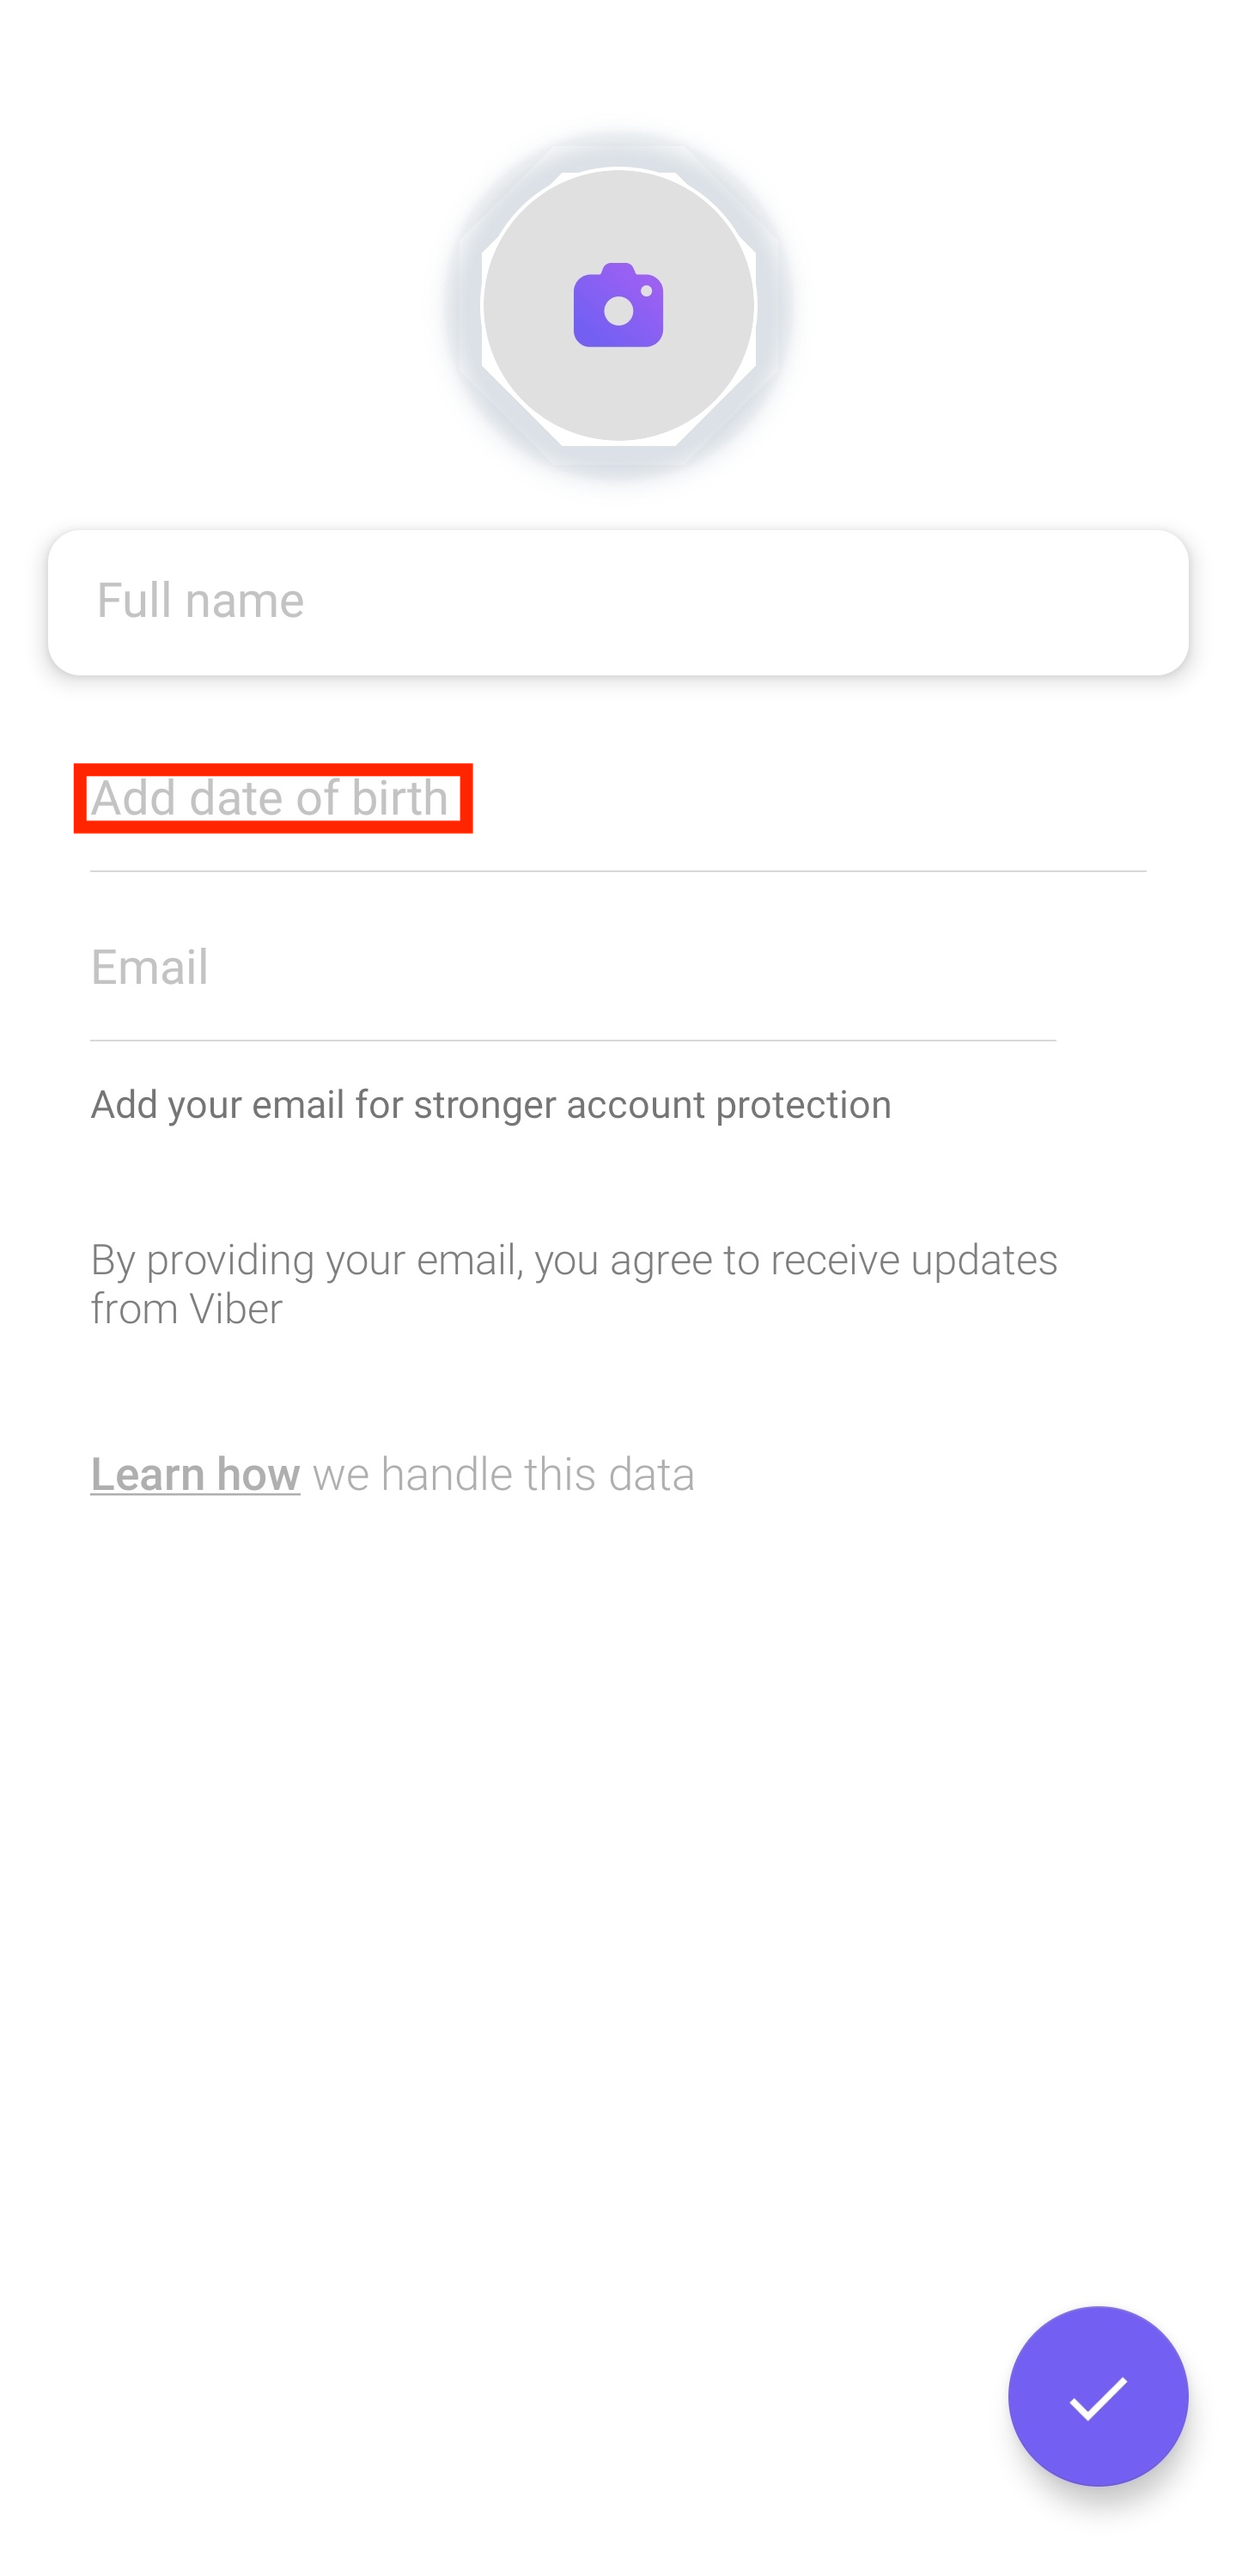 Full name
Add date of birth
Email
Add your email for stronger account protection
By providing your email, you agree to receive updates
from Viber
Learn how we handle this data